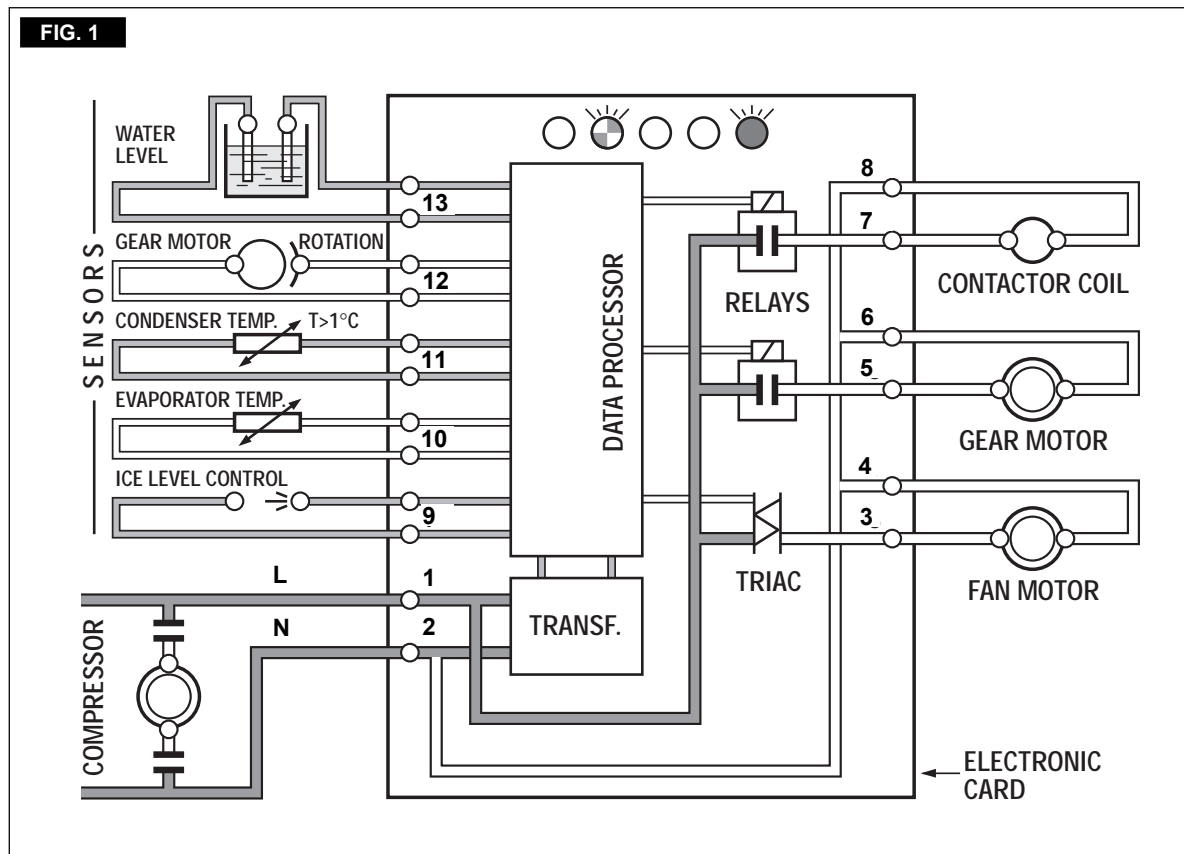 FIG. 1
WATER
LEVEL
13
GEAR MOTOR ROTATION
12
CONDENSER TEMP. T>1°C
11
EVAPORATOR TEMP.
10
ICE LEVEL CONTROL
9
SENSORS
L
1
N
2
COMPRESSOR
DATA PROCESSOR
TRANSF.
RELAYS
TRIAC
8
7
CONTACTOR COIL
6
5
GEAR MOTOR
4
3
FAN MOTOR
ELECTRONIC
CARD